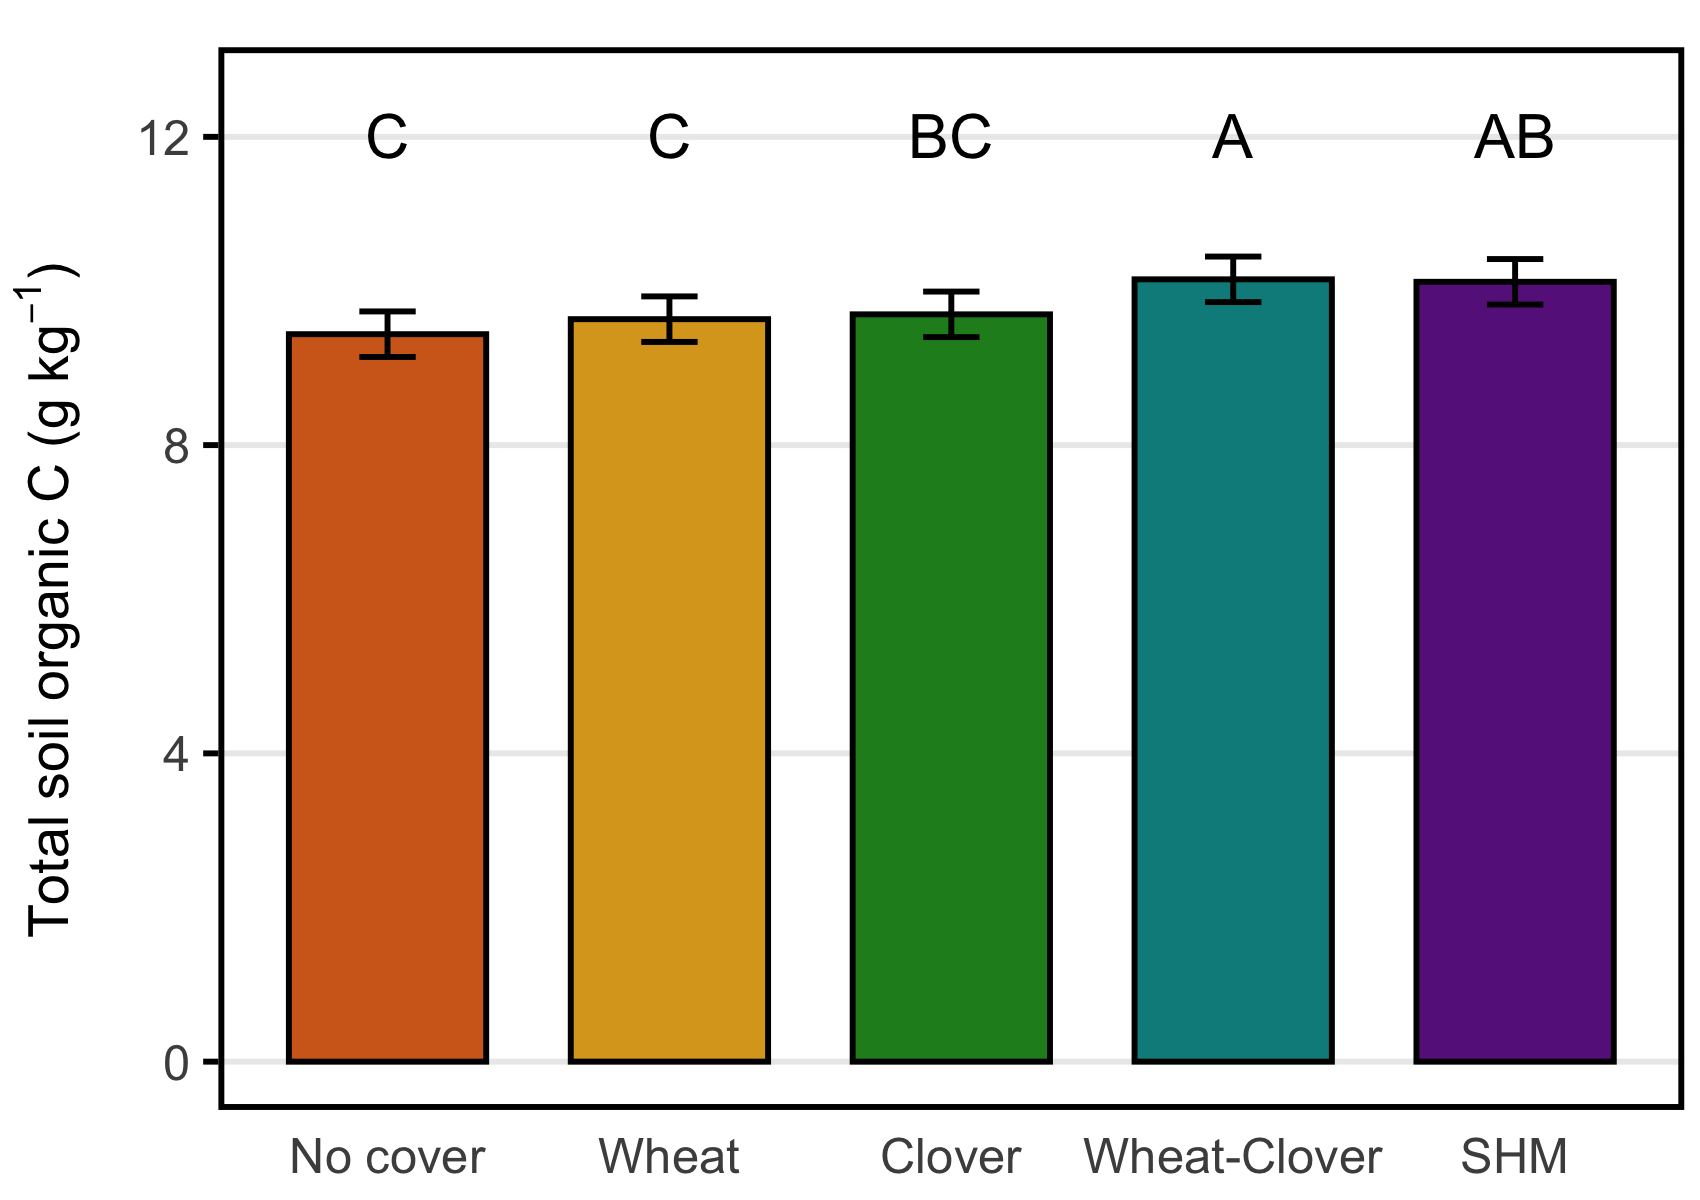 Total soil organic C (g kg⁻¹)
12
8
4
0
C C BC A AB
No cover Wheat Clover Wheat-Clover SHM